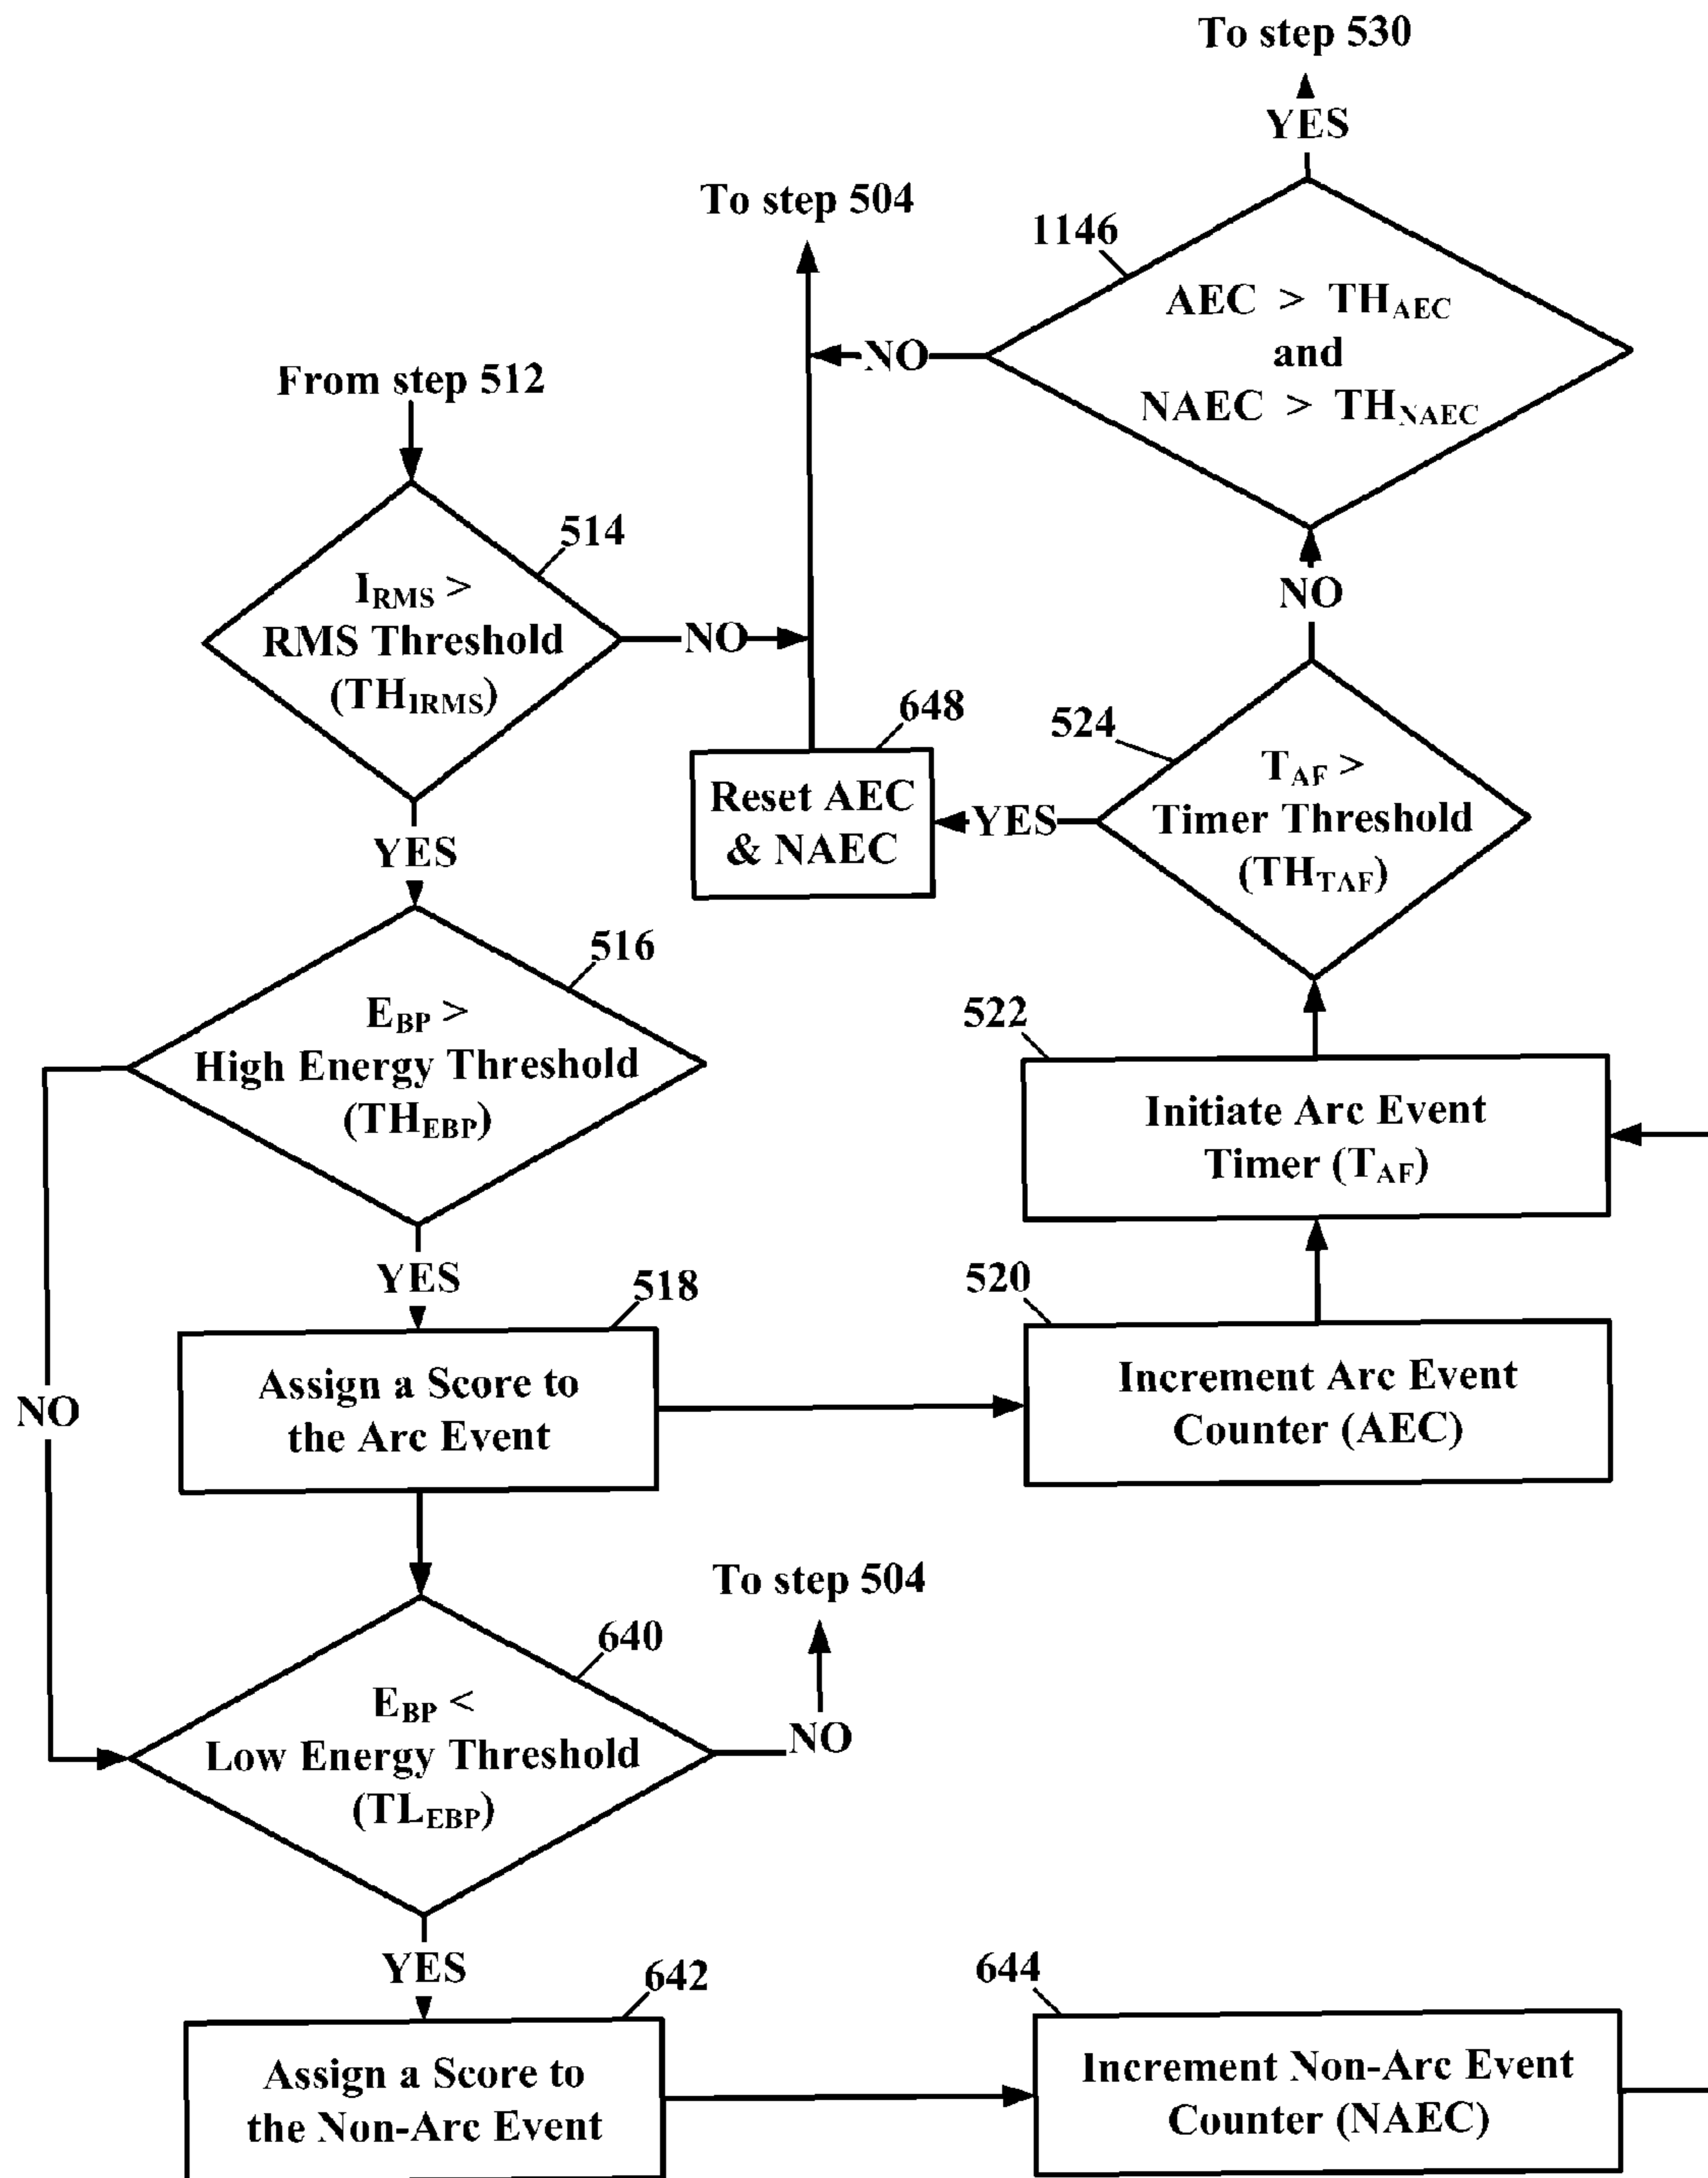 To step 530
YES
To step 504
1146
AEC > TH_AEC
and
NAEC > TH_NAEC
NO
From step 512
514
I_RMS >
RMS Threshold
(TH_IRMS)
NO
NO
648
Reset AEC
& NAEC
524
T_AF >
Timer Threshold
(TH_TAF)
YES
YES
516
E_BP >
High Energy Threshold
(TH_EBP)
522
Initiate Arc Event
Timer (T_AF)
YES
518
520
Assign a Score to
the Arc Event
Increment Arc Event
Counter (AEC)
NO
To step 504
640
E_BP <
Low Energy Threshold
(TL_EBP)
NO
YES
642
644
Assign a Score to
the Non-Arc Event
Increment Non-Arc Event
Counter (NAEC)